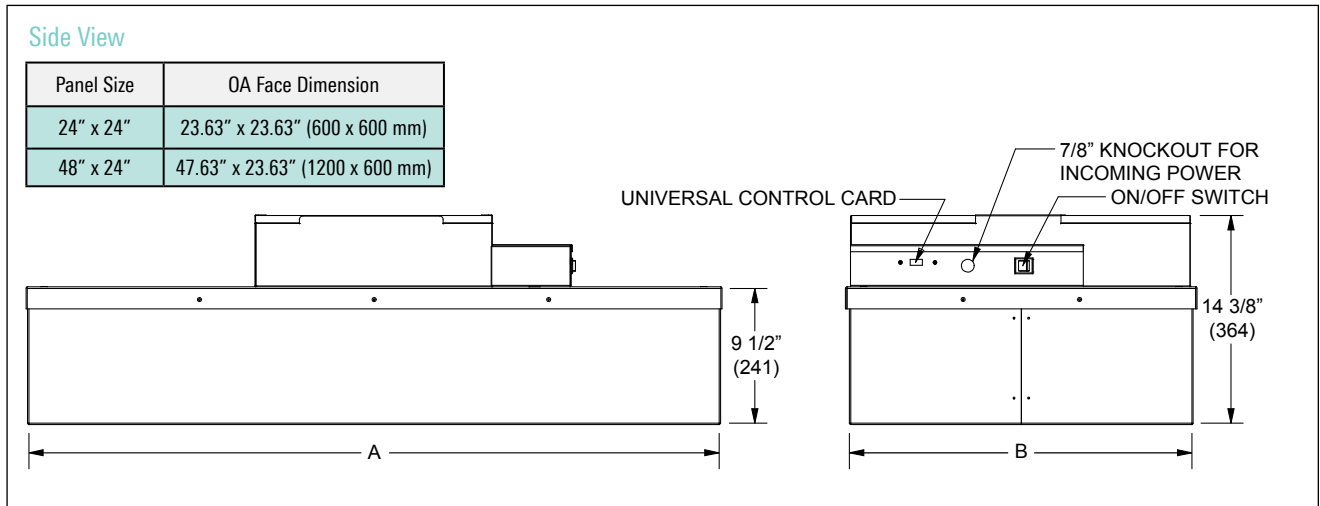 Side View
Panel Size OA Face Dimension
24” x 24” 23.63” x 23.63” (600 x 600 mm)
48” x 24” 47.63” x 23.63” (1200 x 600 mm)
7/8” KNOCKOUT FOR
INCOMING POWER
UNIVERSAL CONTROL CARD
ON/OFF SWITCH
9 1/2”
(241)
14 3/8”
(364)
A
B